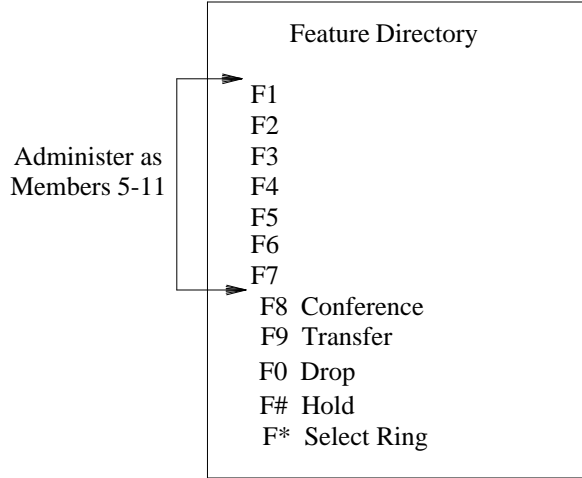 Feature Directory
F1
F2
F3
Administer as
Members 5-11
F4
F5
F6
F7
F8 Conference
F9 Transfer
F0 Drop
F# Hold
F* Select Ring